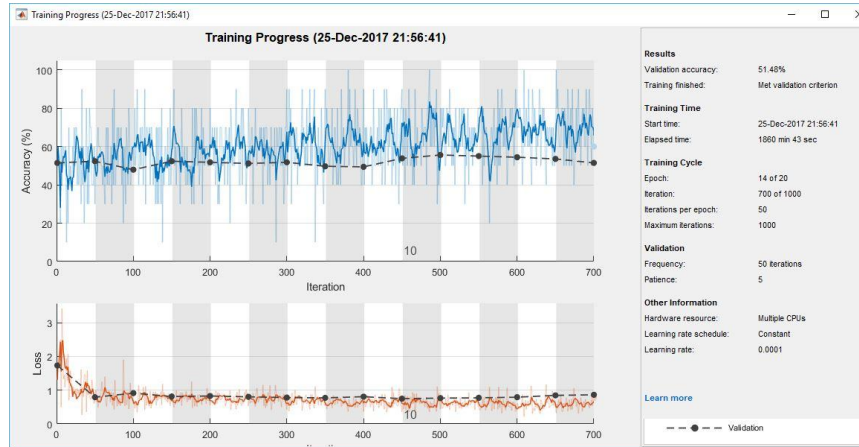 Training Progress (25-Dec-2017 21:56:41)
Training Progress (25-Dec-2017 21:56:41)
100
80
60
40
20
0
Accuracy (%)
10
0 100 200 300 400 500 600 700
Iteration
3
2
1
0
Loss
10
0 100 200 300 400 500 600 700
Results
Validation accuracy: 51.48%
Training finished: Met validation criterion
Training Time
Start time: 25-Dec-2017 21:56:41
Elapsed time: 1860 min 43 sec
Training Cycle
Epoch: 14 of 20
Iteration: 700 of 1000
Iterations per epoch: 50
Maximum iterations: 1000
Validation
Frequency: 50 iterations
Patience: 5
Other Information
Hardware resource: Multiple CPUs
Learning rate schedule: Constant
Learning rate: 0.0001
Learn more
Validation